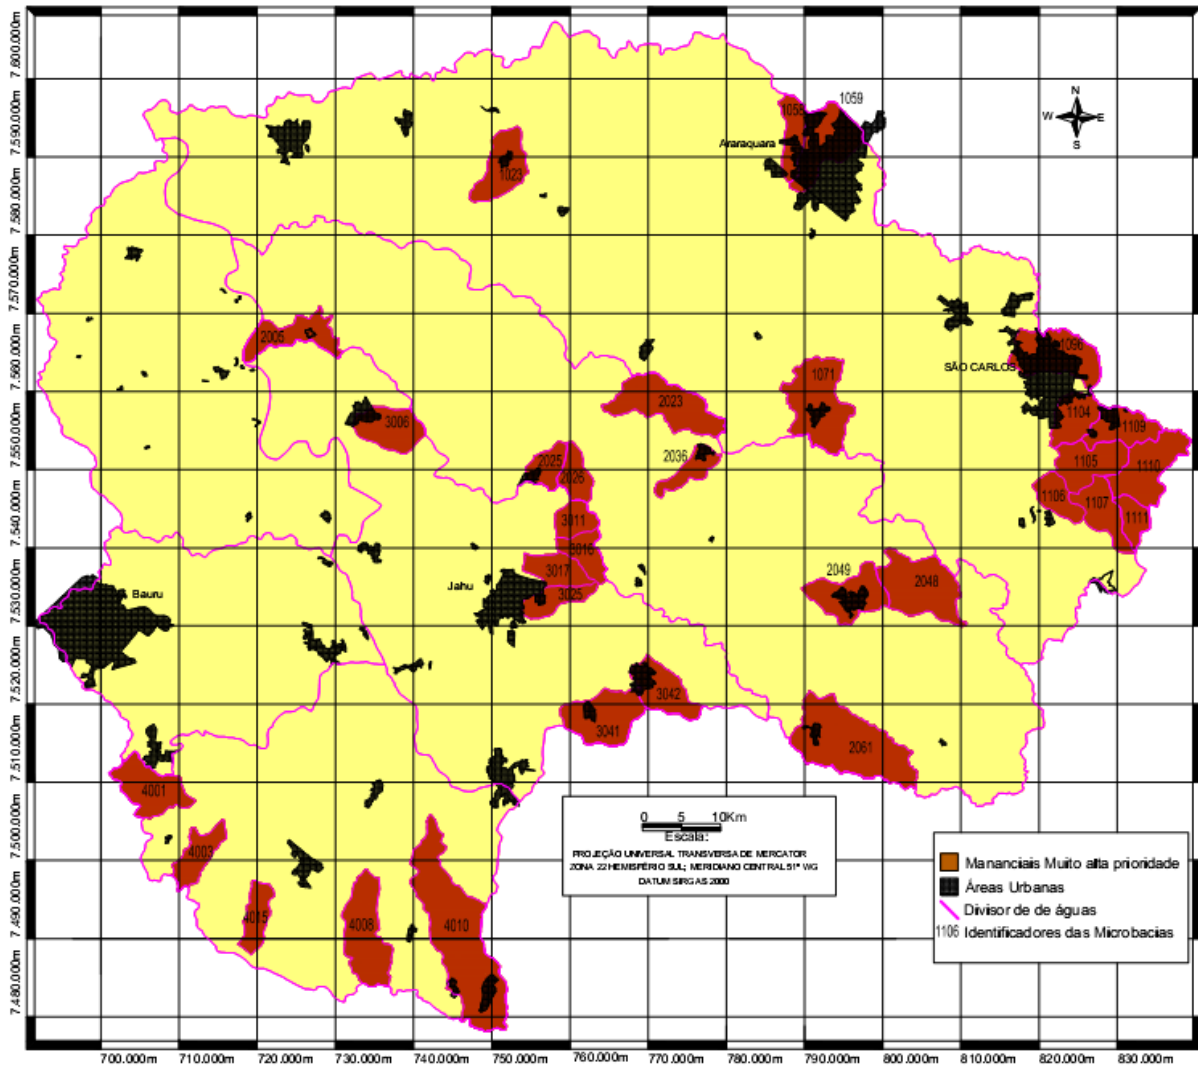 7.600.000m
7.590.000m
7.580.000m
7.570.000m
7.560.000m
7.550.000m
7.540.000m
7.530.000m
7.520.000m
7.510.000m
7.500.000m
7.490.000m
7.480.000m
N
W E
S
1058
1059
Araraquara
1023
2005
1096
SÃO CARLOS
1071
2023
1104
3006
1109
2036
2025
1105
1110
2026
1106
1107
3011
1111
3016
3017
2049
2048
Jahu
3025
Bauru
3042
3041
2061
4001
4003
4015
4008
4010
0 5 10Km
Escala:
PROJEÇÃO UNIVERSAL TRANSVERSA DE MERCATOR
ZONA 22 HEMISFÉRIO SUL; MERIDIANO CENTRAL 51º WG
DATUM SIRGAS 2000
Mananciais Muito alta prioridade
Áreas Urbanas
Divisor de de águas
1106 Identificadores das Microbacias
700.000m 710.000m 720.000m 730.000m 740.000m 750.000m 760.000m 770.000m 780.000m 790.000m 800.000m 810.000m 820.000m 830.000m